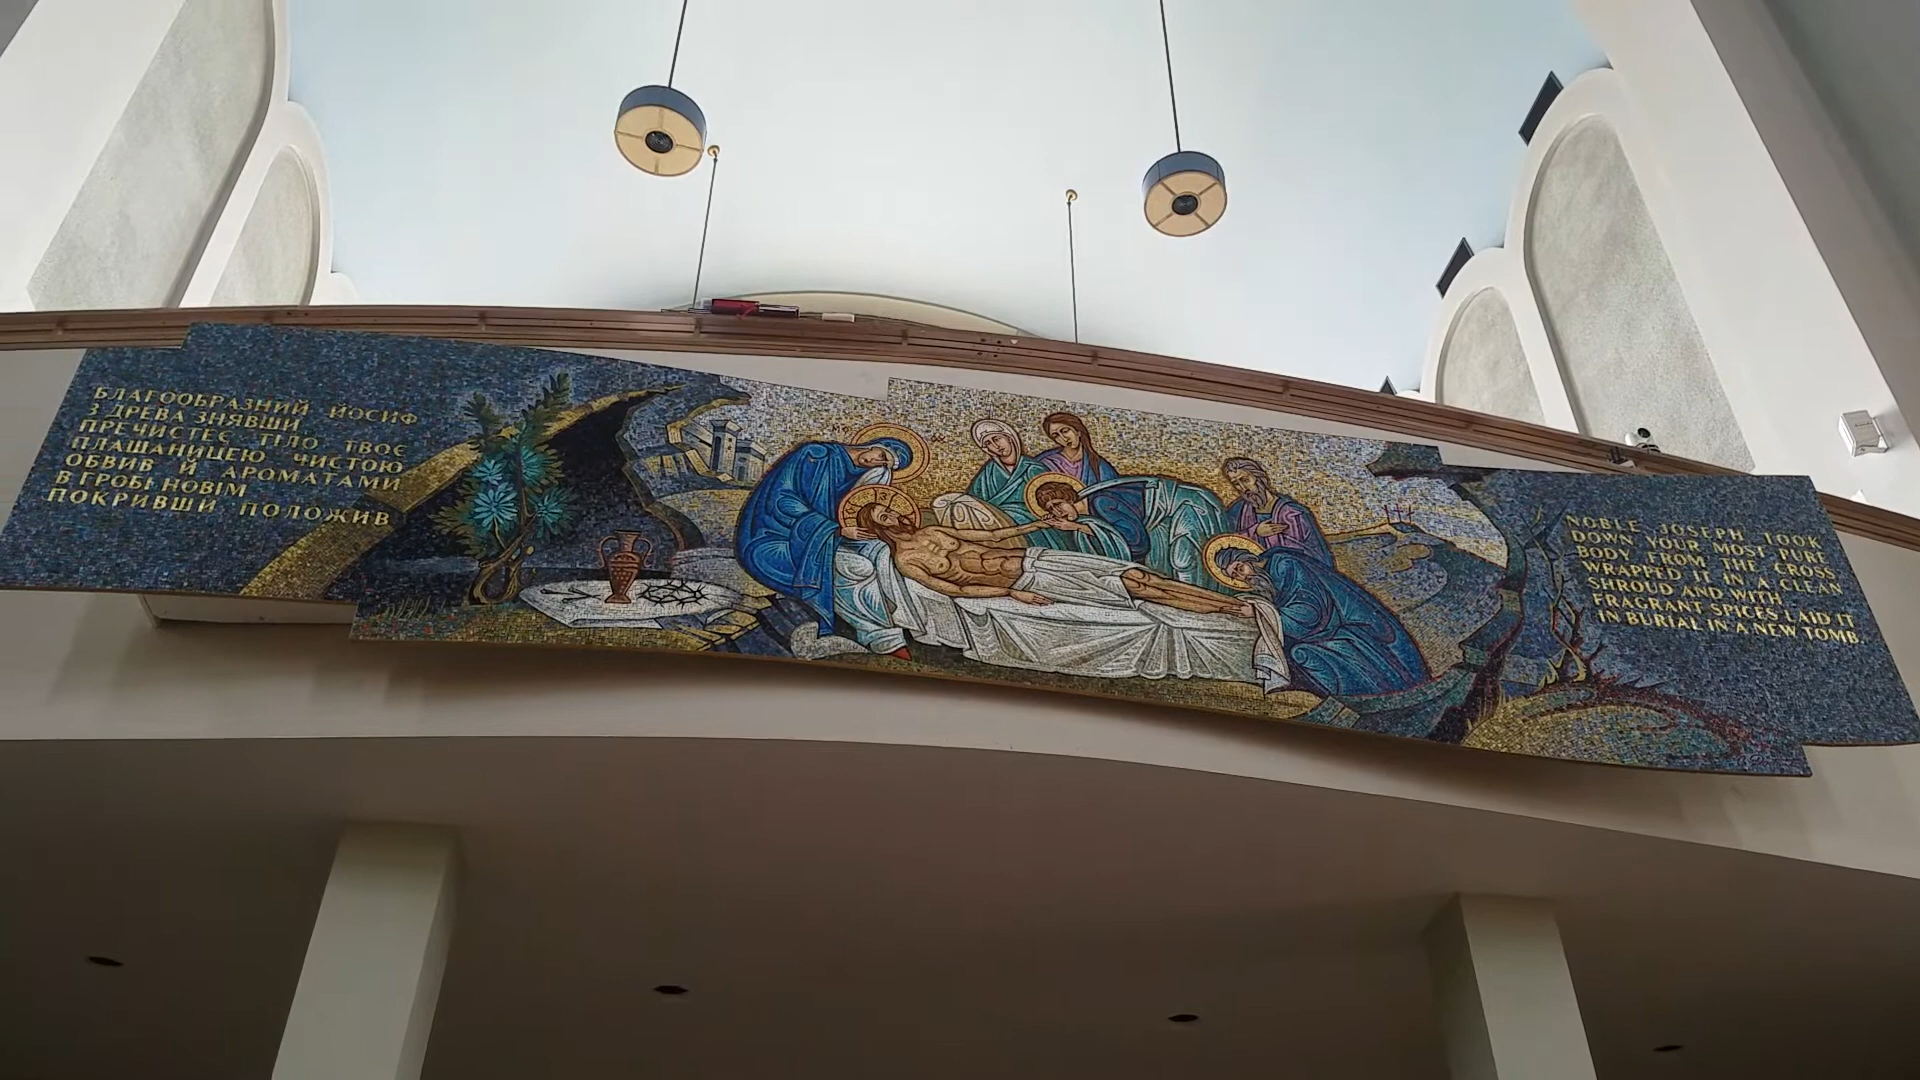 БЛАГООБРАЗНИЙ ЙОСИФ
З ДРЕВА ЗНЯВШИ
ПРЕЧИСТЕЄ ТІЛО ТВОЄ
ПЛАЩАНИЦЕЮ ЧИСТОЮ
ОБВИВ Й АРОМАТАМИ
В ГРОБІ НОВІМ
ПОКРИВШИ ПОЛОЖИВ
NOBLE JOSEPH TOOK
DOWN YOUR MOST PURE
BODY FROM THE CROSS
WRAPPED IT IN A CLEAN
SHROUD AND WITH
FRAGRANT SPICES LAID IT
IN BURIAL IN A NEW TOMB.